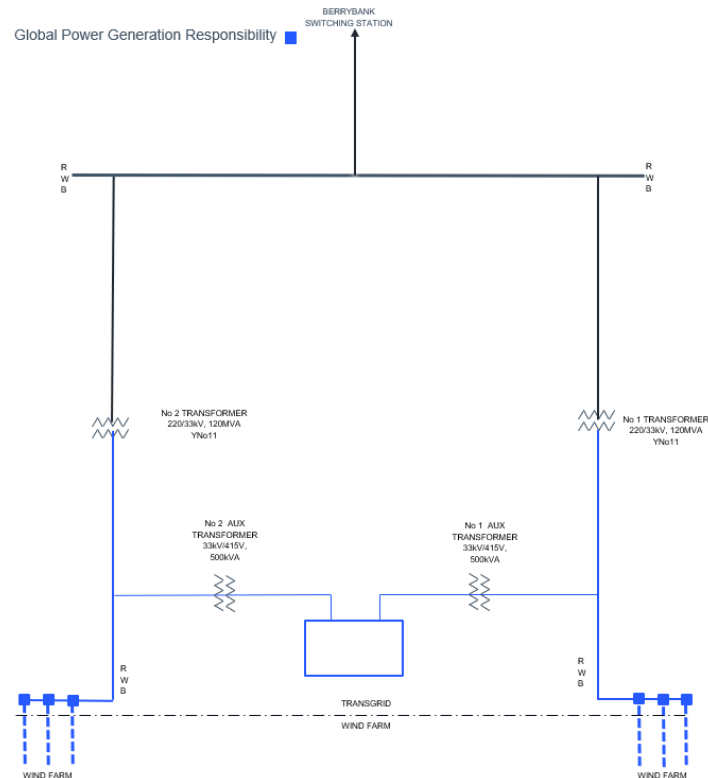 BERRYBANK
SWITCHING STATION
Global Power Generation Responsibility
R
W
B
R
W
B
No 2 TRANSFORMER
220/33kV, 120MVA
YNo11
No 1 TRANSFORMER
220/33kV, 120MVA
YNo11
No 2 AUX
TRANSFORMER
33kV/415V,
500kVA
No 1 AUX
TRANSFORMER
33kV/415V,
500kVA
R
W
B
R
W
B
TRANSGRID
WIND FARM
WIND FARM
WIND FARM